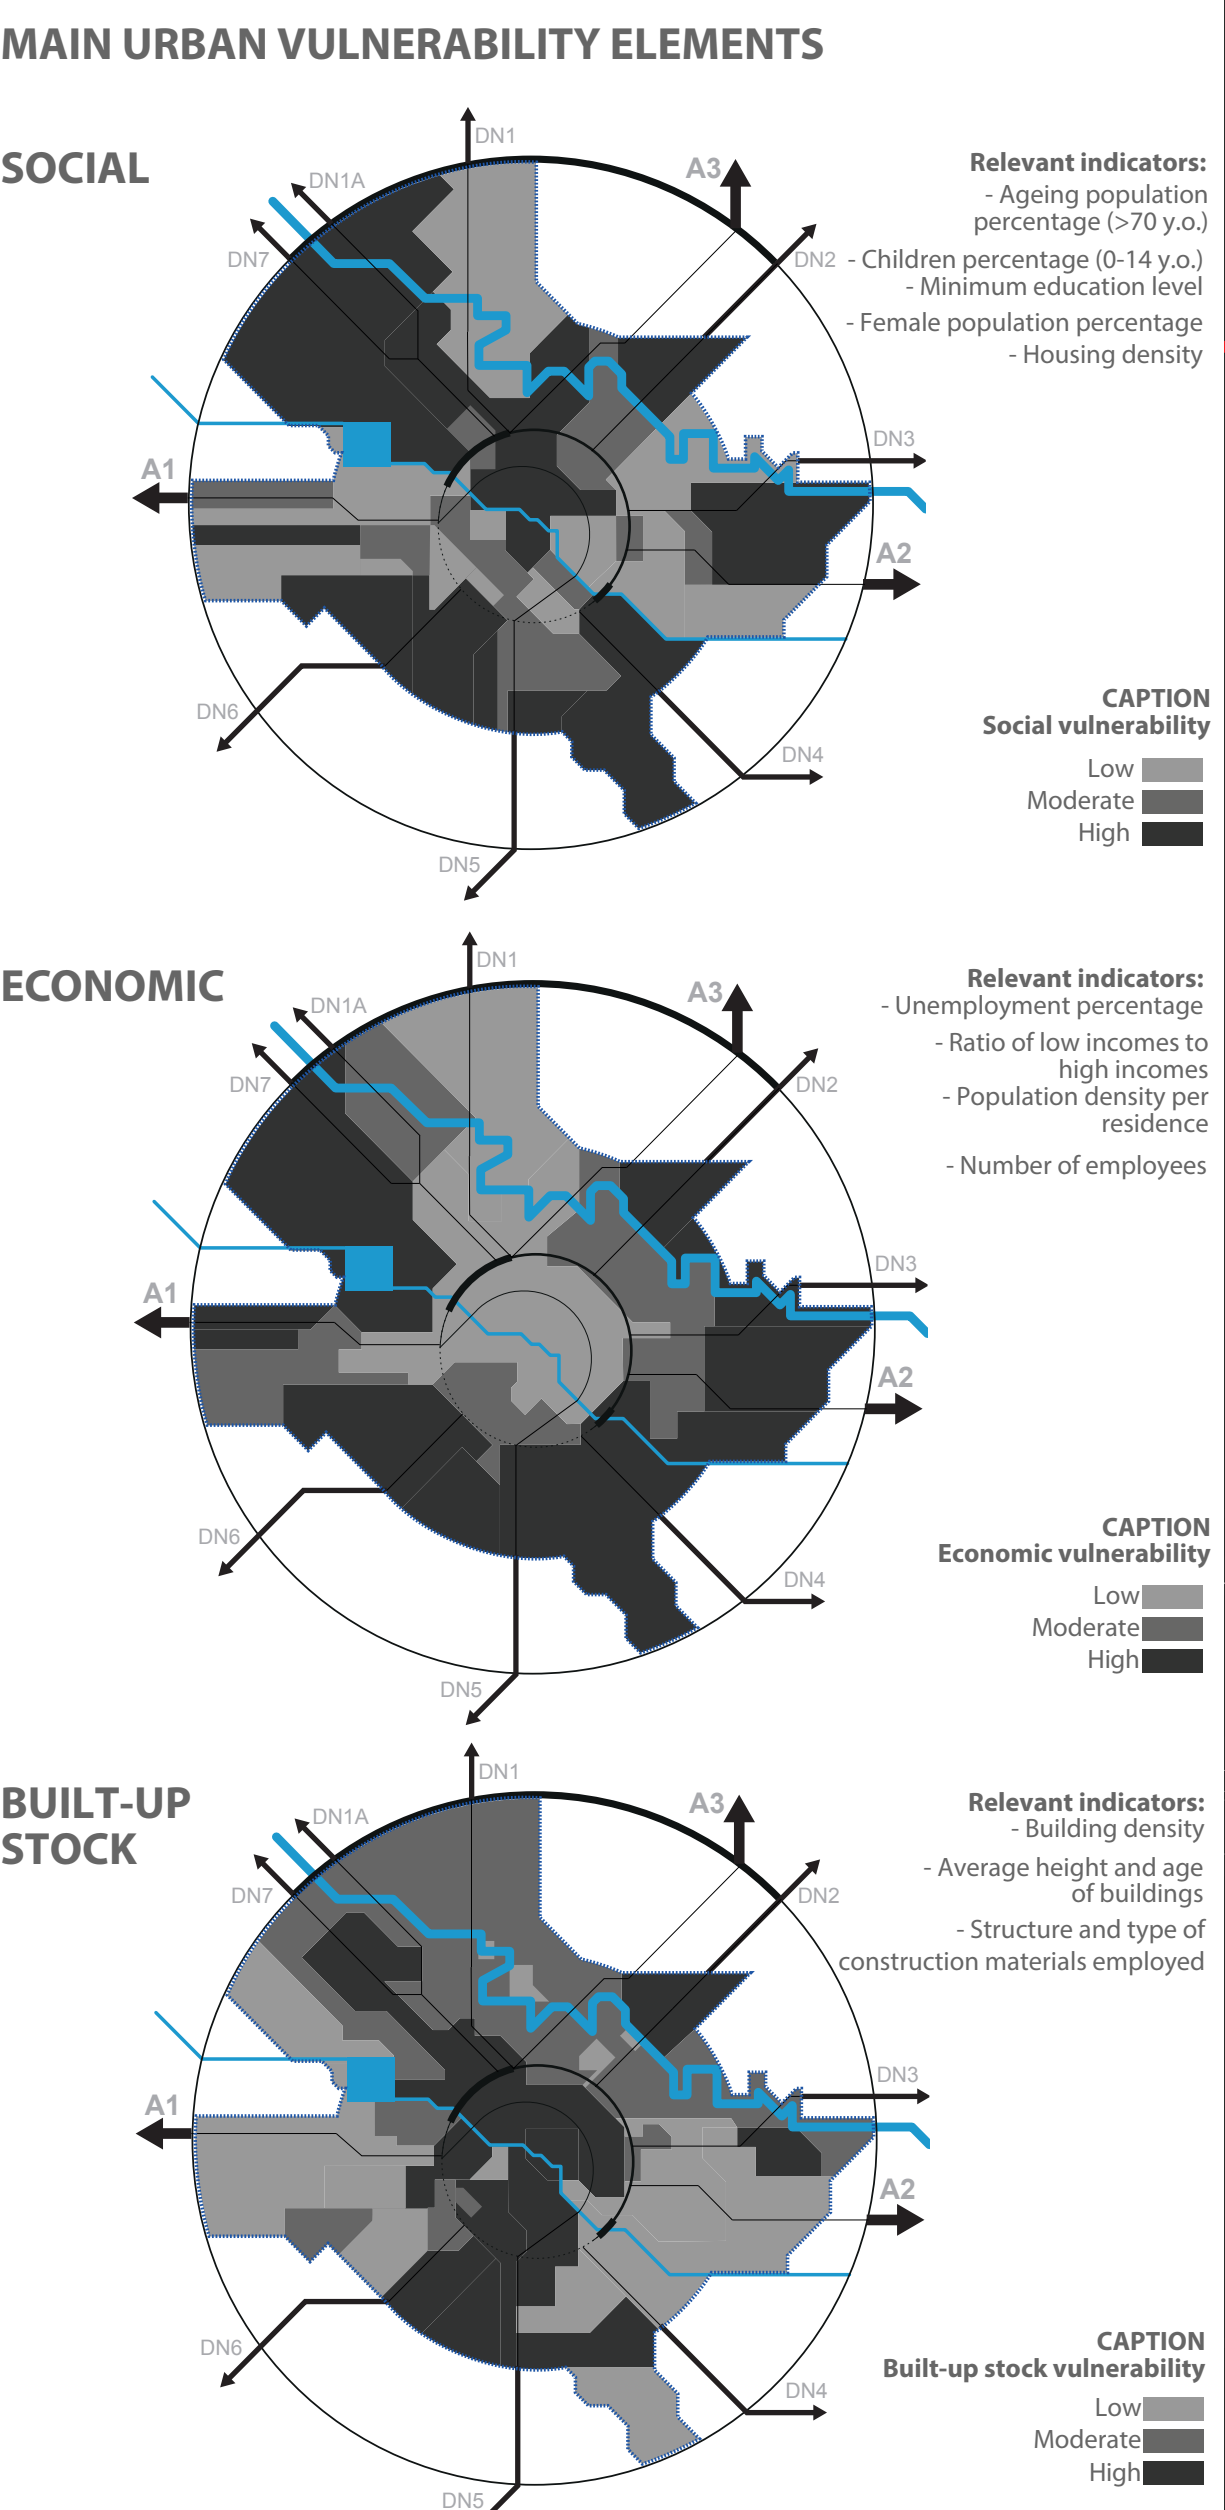 MAIN URBAN VULNERABILITY ELEMENTS
SOCIAL
DN1
A3
DN1A
DN7
DN2
DN3
A1
A2
DN6
DN4
DN5
Relevant indicators:
- Ageing population
percentage (>70 y.o.)
- Children percentage (0-14 y.o.)
- Minimum education level
- Female population percentage
- Housing density
CAPTION
Social vulnerability
Low
Moderate
High
ECONOMIC
DN1
A3
DN1A
DN7
DN2
DN3
A1
A2
DN6
DN4
DN5
Relevant indicators:
- Unemployment percentage
- Ratio of low incomes to
high incomes
- Population density per
residence
- Number of employees
CAPTION
Economic vulnerability
Low
Moderate
High
BUILT-UP
STOCK
DN1
A3
DN1A
DN7
DN2
DN3
A1
A2
DN6
DN4
DN5
Relevant indicators:
- Building density
- Average height and age
of buildings
- Structure and type of
construction materials employed
CAPTION
Built-up stock vulnerability
Low
Moderate
High